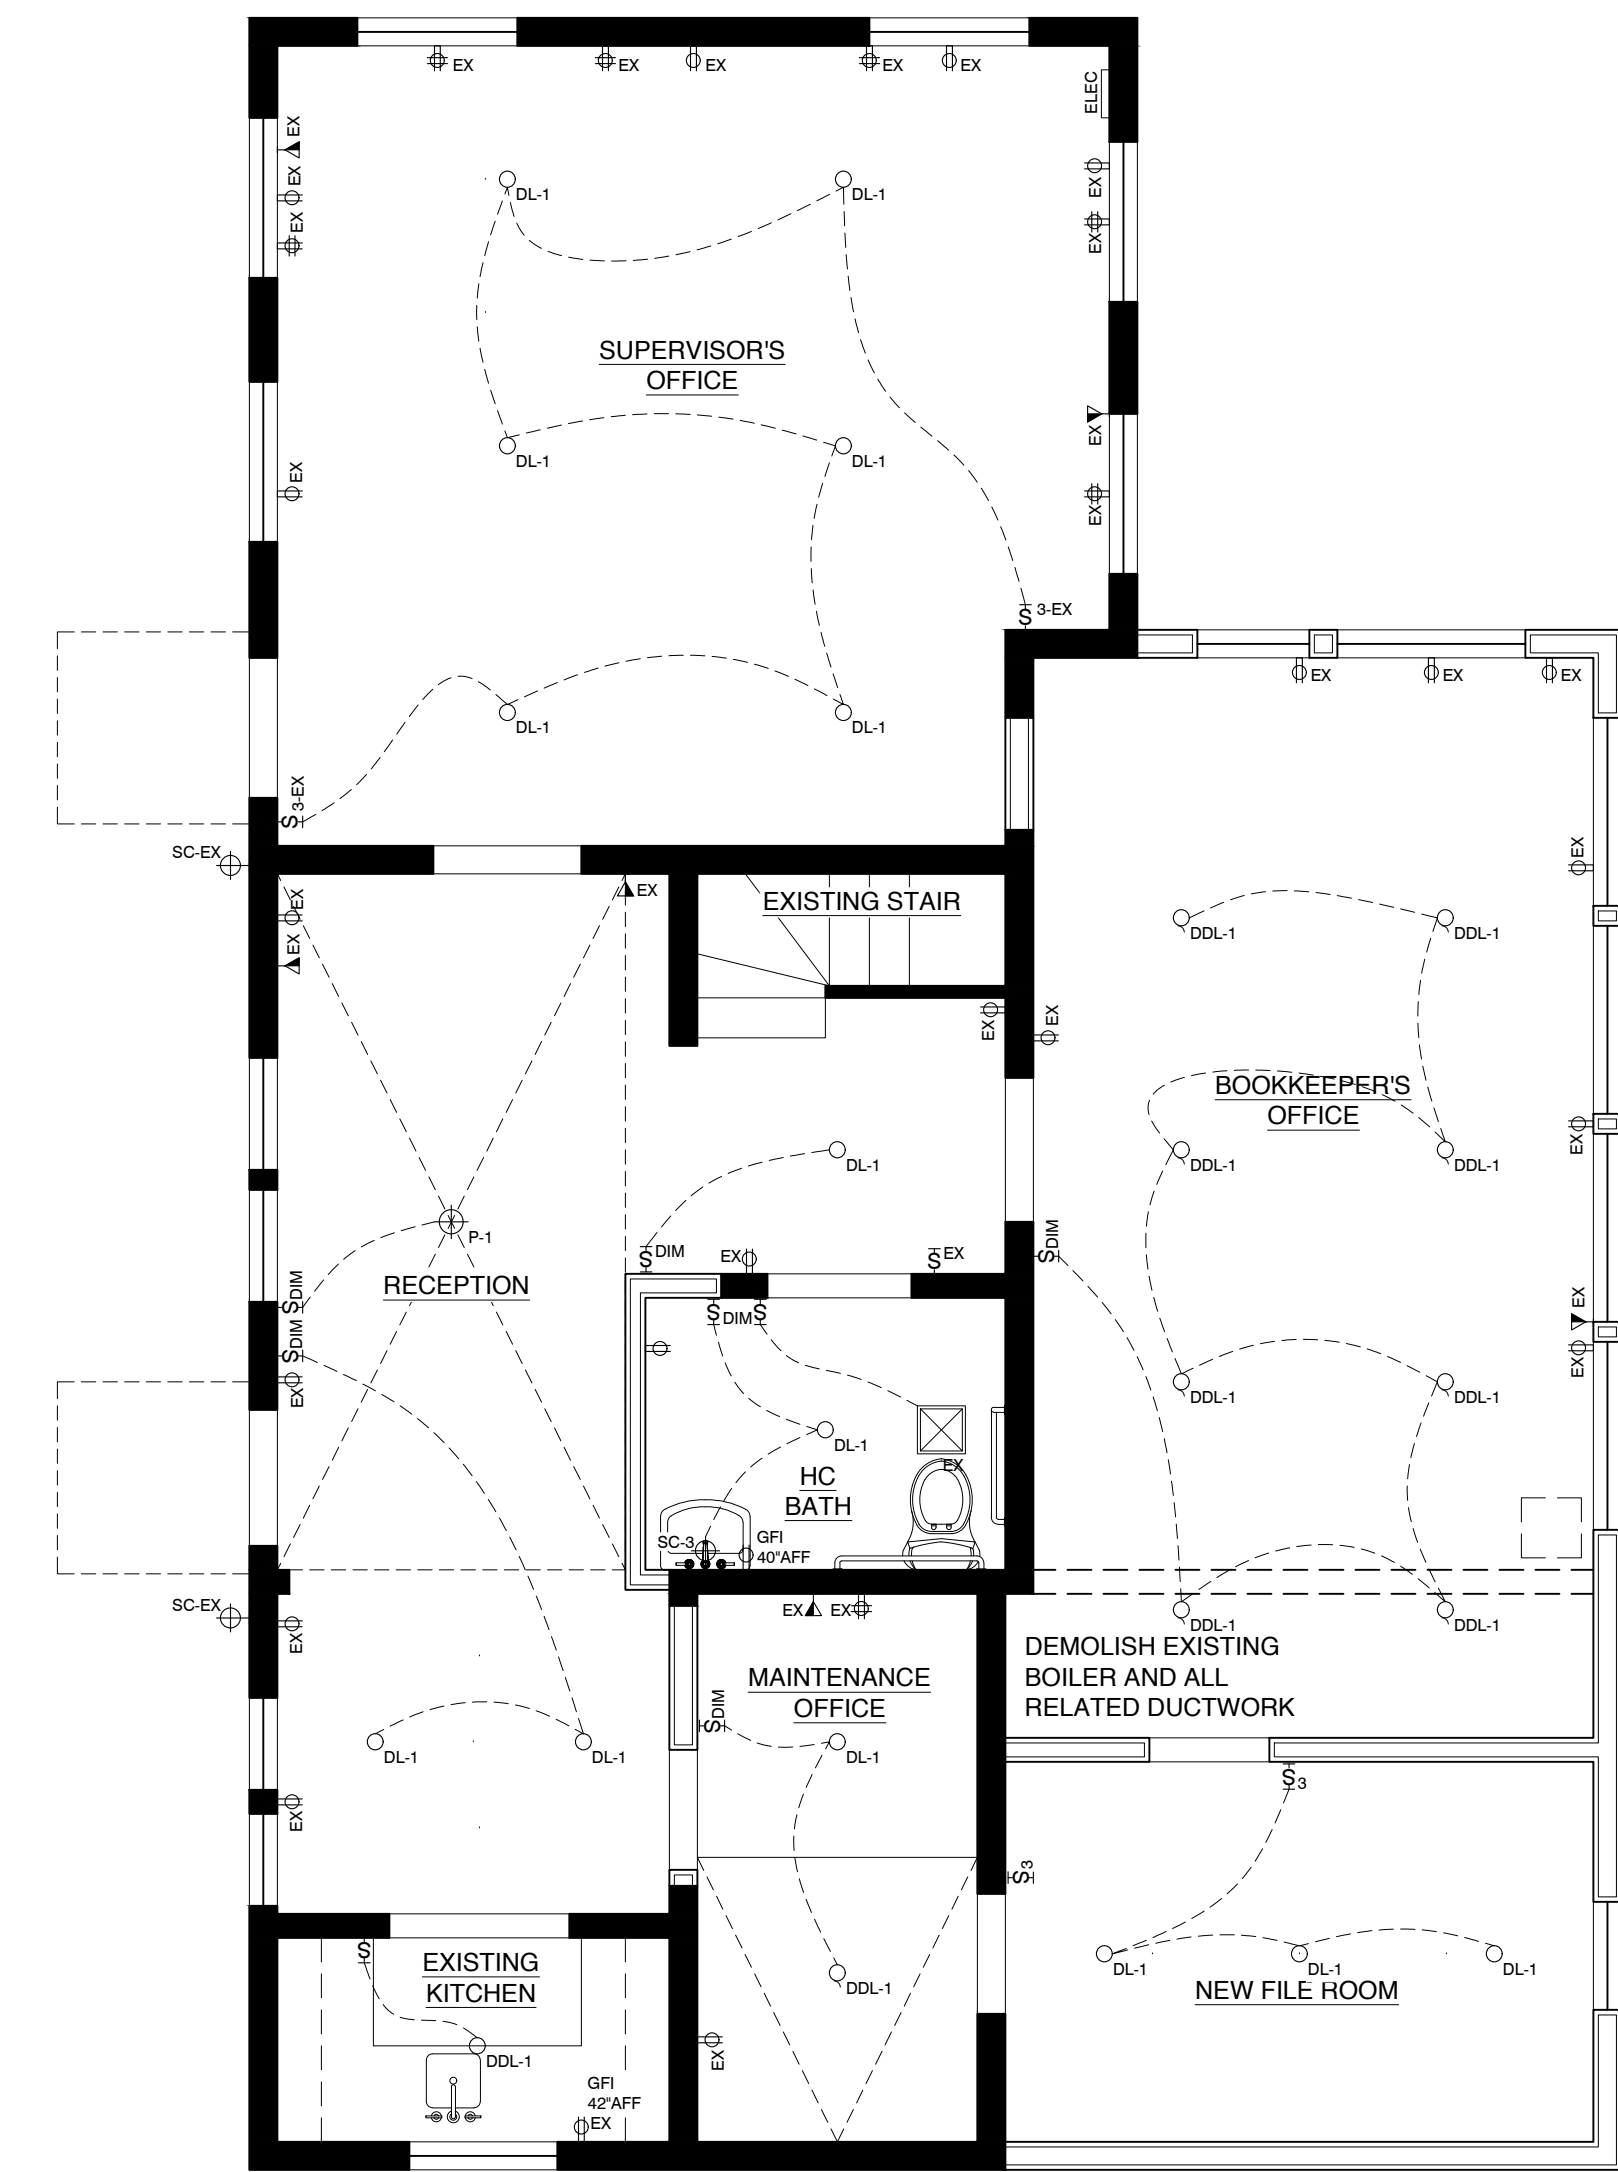 EX
EX
EX
EX
EX
ELEC
EX
EX
EX
EX
EX
DL-1
DL-1
SUPERVISOR'S
OFFICE
EX
DL-1
DL-1
EX
EX
S 3-EX
EX
EX
EX
DL-1
DL-1
S 3-EX
SC-EX
EX
EX
EX
EXISTING STAIR
EX
DDL-1
DDL-1
EX
EX
BOOKKEEPER'S
OFFICE
EX
DL-1
DDL-1
DDL-1
P-1
S DIM
EX
S EX
S DIM
RECEPTION
S DIM
S DIM
EX
S DIM
S
EX
EX
DDL-1
DDL-1
DL-1
EX
HC
BATH
SC-3
GFI
40"AFF
SC-EX
EX
EX
EX
DDL-1
DDL-1
DEMOLISH EXISTING
BOILER AND ALL
RELATED DUCTWORK
MAINTENANCE
OFFICE
S DIM
DL-1
DL-1
DL-1
S 3
EX
S 3
S
EXISTING
KITCHEN
DL-1
DL-1
DL-1
NEW FILE ROOM
DDL-1
DDL-1
EX
GFI
42"AFF
EX